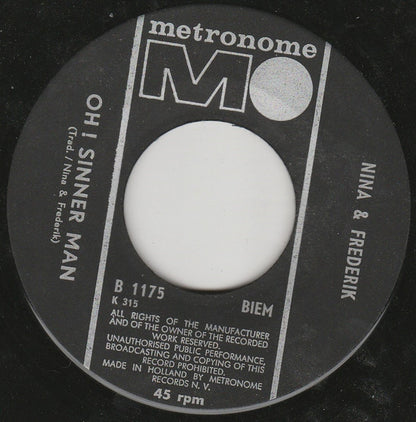 metronome
MO
OH! SINNER MAN
(Trad. / Nina & Frederik)
NINA & FREDERIK
B 1175
K 315
BIEM
ALL RIGHTS OF THE MANUFACTURER
AND OF THE OWNER OF THE RECORDED
WORK RESERVED.
UNAUTHORISED PUBLIC PERFORMANCE,
BROADCASTING AND COPYING OF THIS
RECORD PROHIBITED.
MADE IN HOLLAND BY METRONOME
RECORDS N. V.
45 rpm